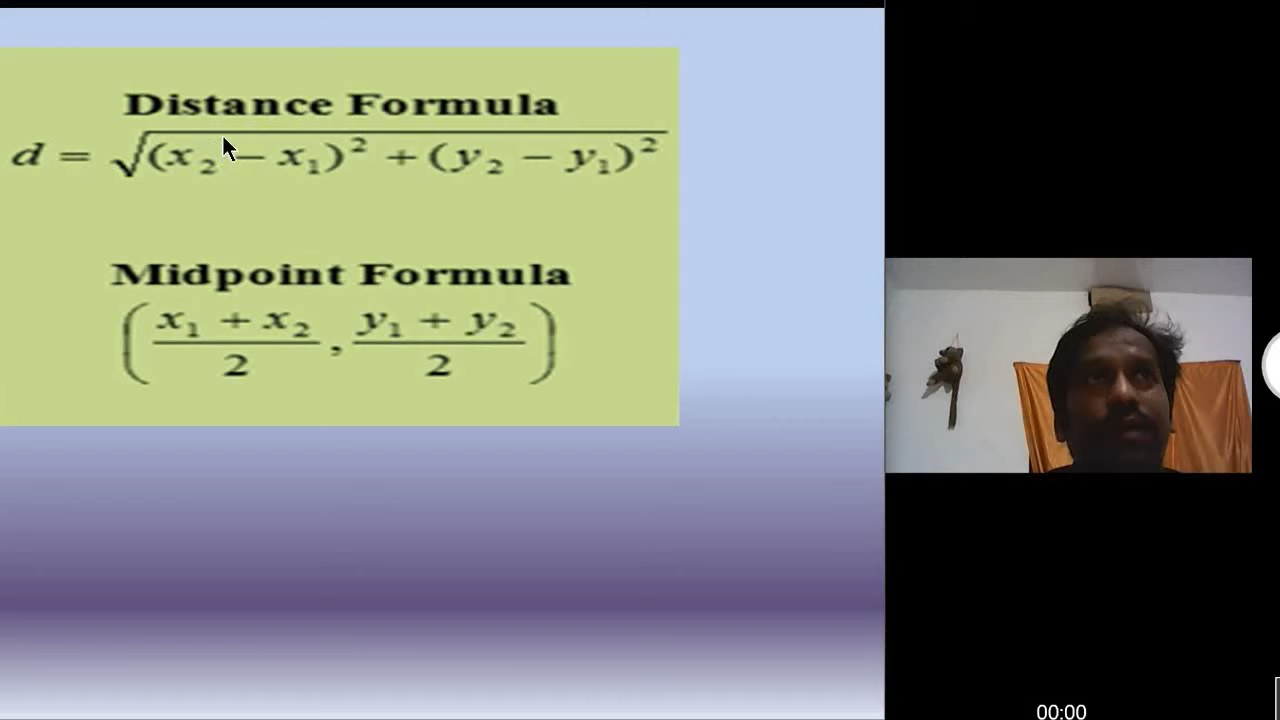 Distance Formula
d = √(x₂ − x₁)² + (y₂ − y₁)²
Midpoint Formula
(x₁ + x₂ / 2 , y₁ + y₂ / 2)
00:00